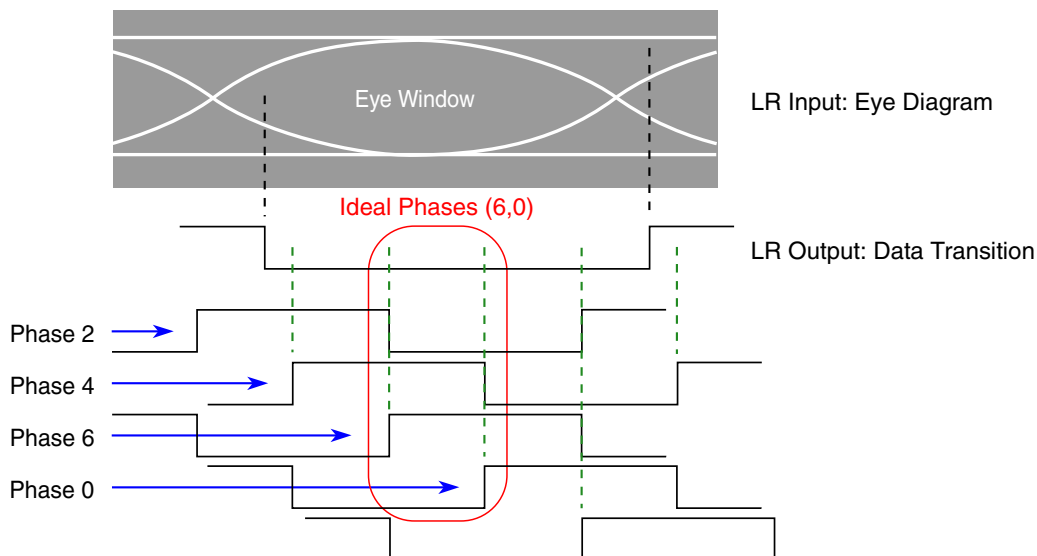 Eye Window
LR Input: Eye Diagram
Ideal Phases (6,0)
LR Output: Data Transition
Phase 2
Phase 4
Phase 6
Phase 0